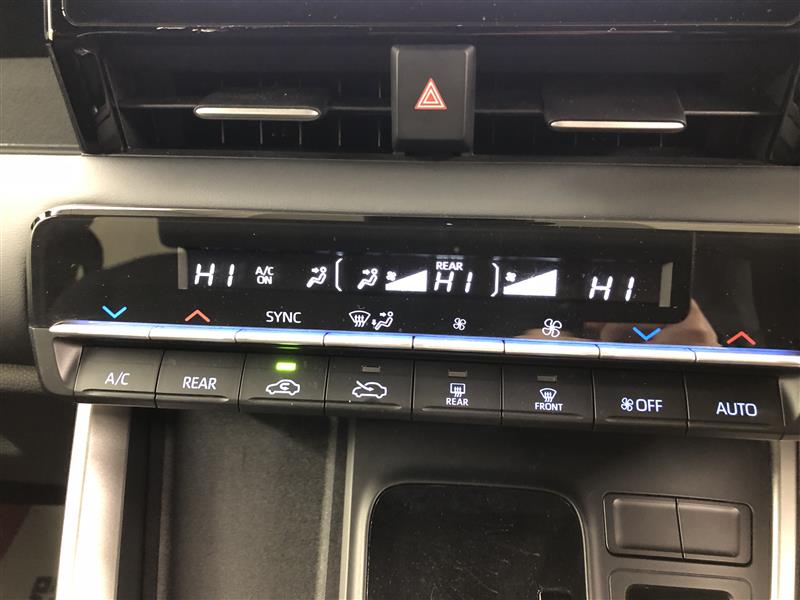 REAR
HI A/C ON HI HI
SYNC
A/C REAR REAR FRONT OFF AUTO